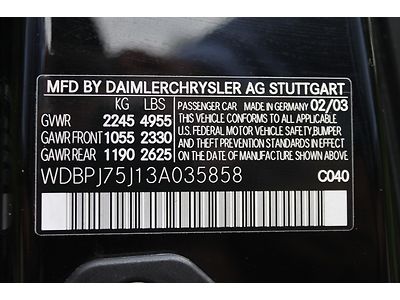 MFD BY DAIMLERCHRYSLER AG STUTTGART
KG LBS
GVWR 2245 4955
GAWR FRONT 1055 2330
GAWR REAR 1190 2625
PASSENGER CAR MADE IN GERMANY 02/03
THIS VEHICLE CONFORMS TO ALL APPLICABLE
U.S. FEDERAL MOTOR VEHICLE SAFETY, BUMPER,
AND THEFT PREVENTION STANDARDS IN EFFECT
ON THE DATE OF MANUFACTURE SHOWN ABOVE.
WDBPJ75J13A035858 C040